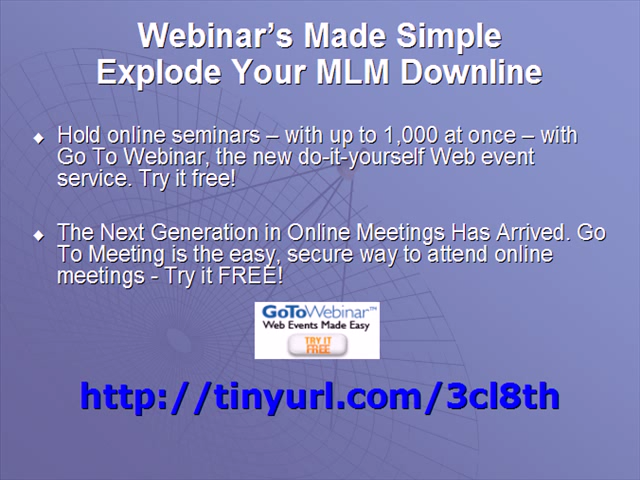 Webinar’s Made Simple
Explode Your MLM Downline
Hold online seminars – with up to 1,000 at once – with
Go To Webinar, the new do-it-yourself Web event
service. Try it free!
The Next Generation in Online Meetings Has Arrived. Go
To Meeting is the easy, secure way to attend online
meetings - Try it FREE!
GoToWebinar™
Web Events Made Easy
TRY IT
FREE
http://tinyurl.com/3cl8th